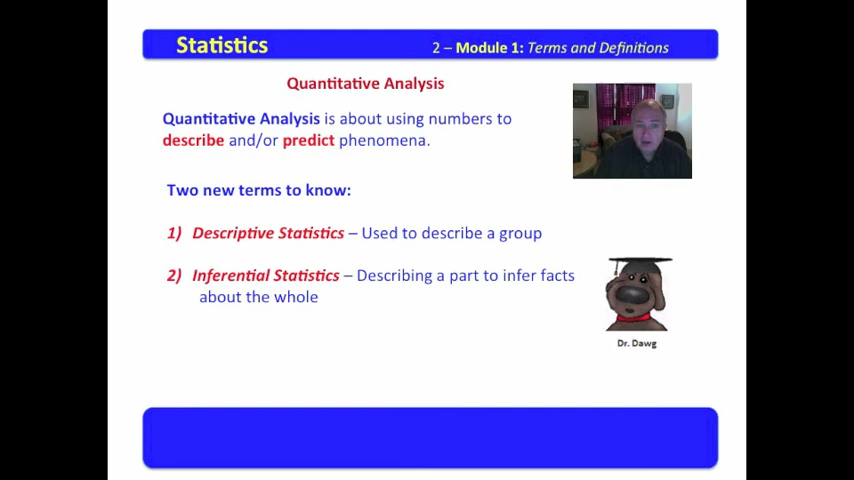 Statistics 2 – Module 1: Terms and Definitions
Quantitative Analysis
Quantitative Analysis is about using numbers to
describe and/or predict phenomena.
Two new terms to know:
1) Descriptive Statistics – Used to describe a group
2) Inferential Statistics – Describing a part to infer facts
about the whole
Dr. Dawg